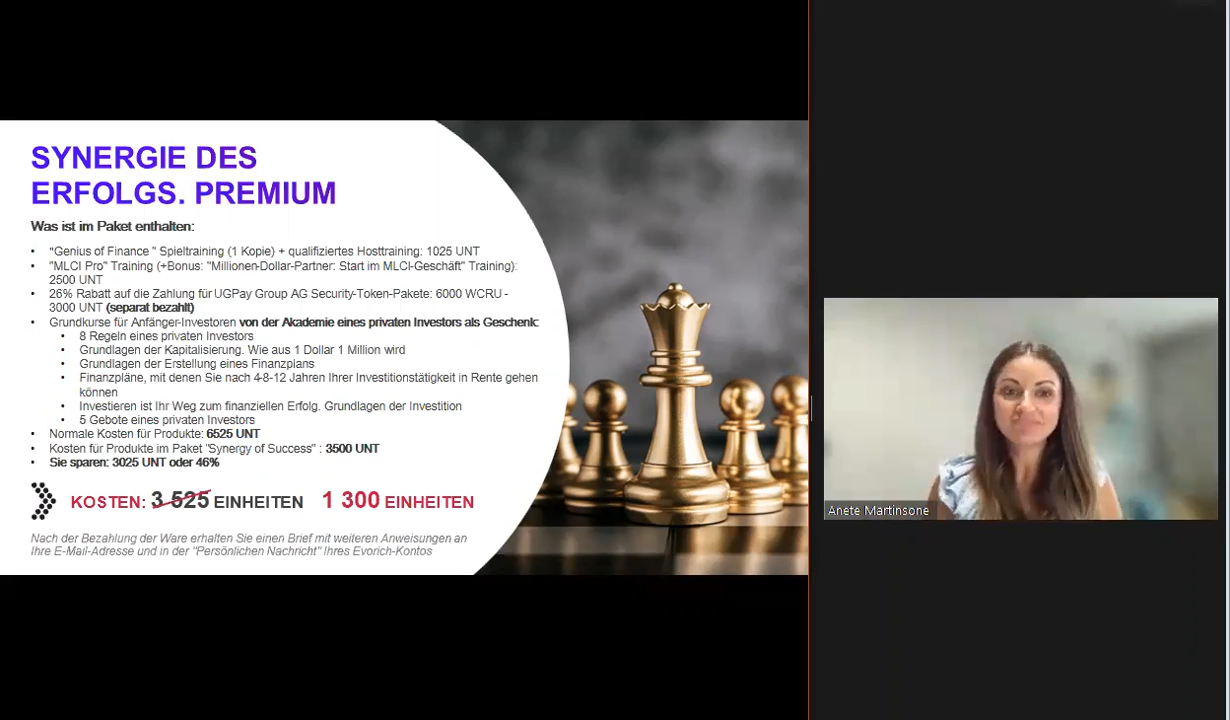 SYNERGIE DES
ERFOLGS. PREMIUM
Was ist im Paket enthalten:
• "Genius of Finance " Spieltraining (1 Kopie) + qualifiziertes Hosttraining: 1025 UNT
• "MLCI Pro" Training (+Bonus: "Millionen-Dollar-Partner: Start im MLCI-Geschäft" Training):
2500 UNT
• 26% Rabatt auf die Zahlung für UGPay Group AG Security-Token-Pakete: 6000 WCRU -
3000 UNT (separat bezahlt)
• Grundkurse für Anfänger-Investoren von der Akademie eines privaten Investors als Geschenk:
• 8 Regeln eines privaten Investors
• Grundlagen der Kapitalisierung. Wie aus 1 Dollar 1 Million wird
• Grundlagen der Erstellung eines Finanzplans
• Finanzpläne, mit denen Sie nach 4-8-12 Jahren Ihrer Investitionstätigkeit in Rente gehen
können
• Investieren ist Ihr Weg zum finanziellen Erfolg. Grundlagen der Investition
• 5 Gebote eines privaten Investors
• Normale Kosten für Produkte: 6525 UNT
• Kosten für Produkte im Paket "Synergy of Success" : 3500 UNT
• Sie sparen: 3025 UNT oder 46%
KOSTEN: 3 525 EINHEITEN 1 300 EINHEITEN
Nach der Bezahlung der Ware erhalten Sie einen Brief mit weiteren Anweisungen an
Ihre E-Mail-Adresse und in der "Persönlichen Nachricht" Ihres Evorich-Kontos
Anete Martinsone